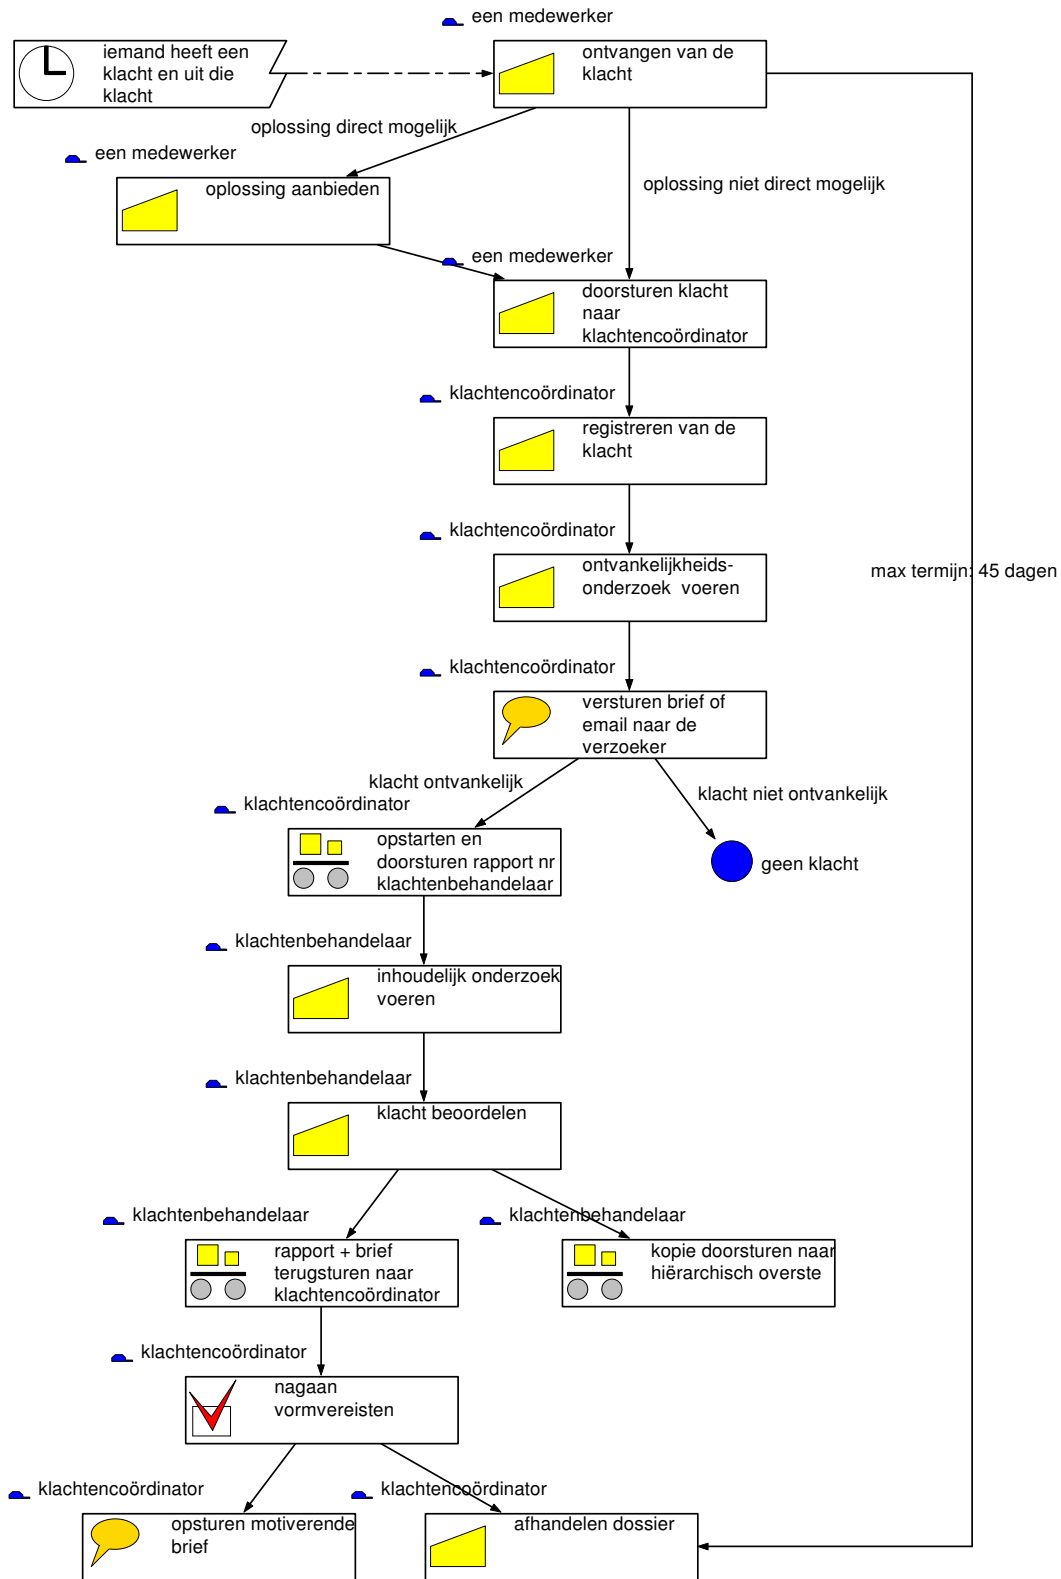 een medewerker
iemand heeft een
klacht en uit die
klacht
ontvangen van de
klacht
oplossing direct mogelijk
een medewerker
oplossing aanbieden
oplossing niet direct mogelijk
een medewerker
doorsturen klacht
naar
klachtencoördinator
klachtencoördinator
registreren van de
klacht
klachtencoördinator
ontvankelijkheids-
onderzoek voeren
max termijn: 45 dagen
klachtencoördinator
versturen brief of
email naar de
verzoeker
klacht ontvankelijk
klacht niet ontvankelijk
klachtencoördinator
opstarten en
doorsturen rapport nr
klachtenbehandelaar
geen klacht
klachtenbehandelaar
inhoudelijk onderzoek
voeren
klachtenbehandelaar
klacht beoordelen
klachtenbehandelaar
klachtenbehandelaar
rapport + brief
terugsturen naar
klachtencoördinator
kopie doorsturen naar
hiërarchisch overste
klachtencoördinator
nagaan
vormvereisten
klachtencoördinator
klachtencoördinator
opsturen motiverende
brief
afhandelen dossier